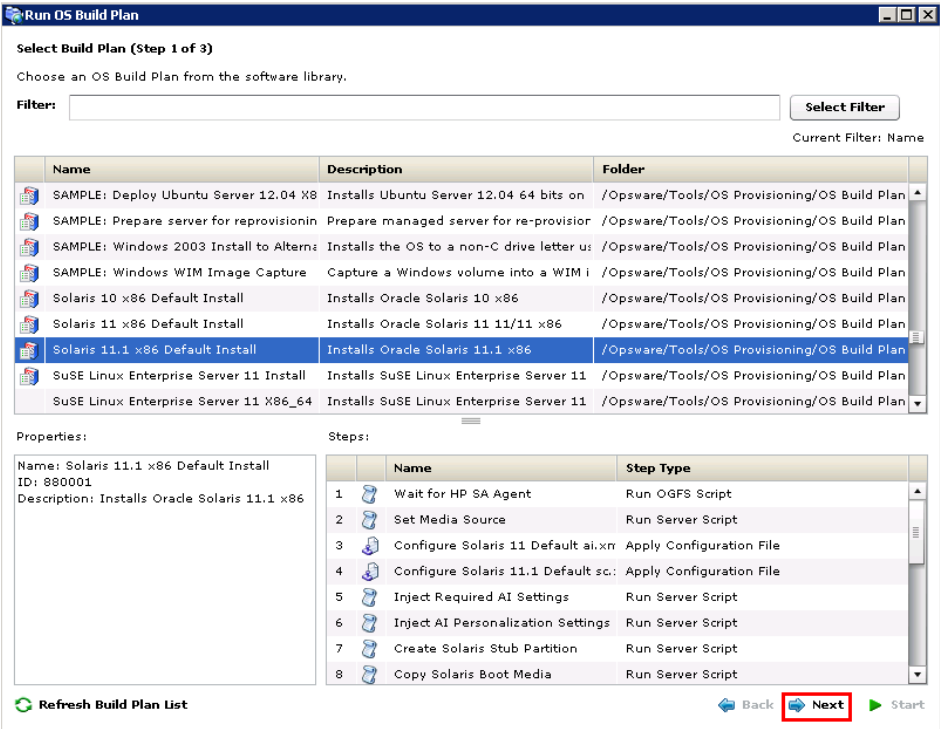 Run OS Build Plan
Select Build Plan (Step 1 of 3)
Choose an OS Build Plan from the software library.
Filter: Select Filter
Current Filter: Name
Name Description Folder
SAMPLE: Deploy Ubuntu Server 12.04 X8 Installs Ubuntu Server 12.04 64 bits on /Opsware/Tools/OS Provisioning/OS Build Plan
SAMPLE: Prepare server for reprovisionin Prepare managed server for re-provisior /Opsware/Tools/OS Provisioning/OS Build Plan
SAMPLE: Windows 2003 Install to Alterna Installs the OS to a non-C drive letter us /Opsware/Tools/OS Provisioning/OS Build Plan
SAMPLE: Windows WIM Image Capture Capture a Windows volume into a WIM i /Opsware/Tools/OS Provisioning/OS Build Plan
Solaris 10 x86 Default Install Installs Oracle Solaris 10 x86 /Opsware/Tools/OS Provisioning/OS Build Plan
Solaris 11 x86 Default Install Installs Oracle Solaris 11 11/11 x86 /Opsware/Tools/OS Provisioning/OS Build Plan
Solaris 11.1 x86 Default Install Installs Oracle Solaris 11.1 x86 /Opsware/Tools/OS Provisioning/OS Build Plan
SuSE Linux Enterprise Server 11 Install Installs SuSE Linux Enterprise Server 11 /Opsware/Tools/OS Provisioning/OS Build Plan
SuSE Linux Enterprise Server 11 X86_64 Installs SuSE Linux Enterprise Server 11 /Opsware/Tools/OS Provisioning/OS Build Plan
Properties: Steps:
Name: Solaris 11.1 x86 Default Install
ID: 880001
Description: Installs Oracle Solaris 11.1 x86
Name Step Type
1 Wait for HP SA Agent Run OGFS Script
2 Set Media Source Run Server Script
3 Configure Solaris 11 Default ai.xm Apply Configuration File
4 Configure Solaris 11.1 Default sc.: Apply Configuration File
5 Inject Required AI Settings Run Server Script
6 Inject AI Personalization Settings Run Server Script
7 Create Solaris Stub Partition Run Server Script
8 Copy Solaris Boot Media Run Server Script
Refresh Build Plan List Back Next Start